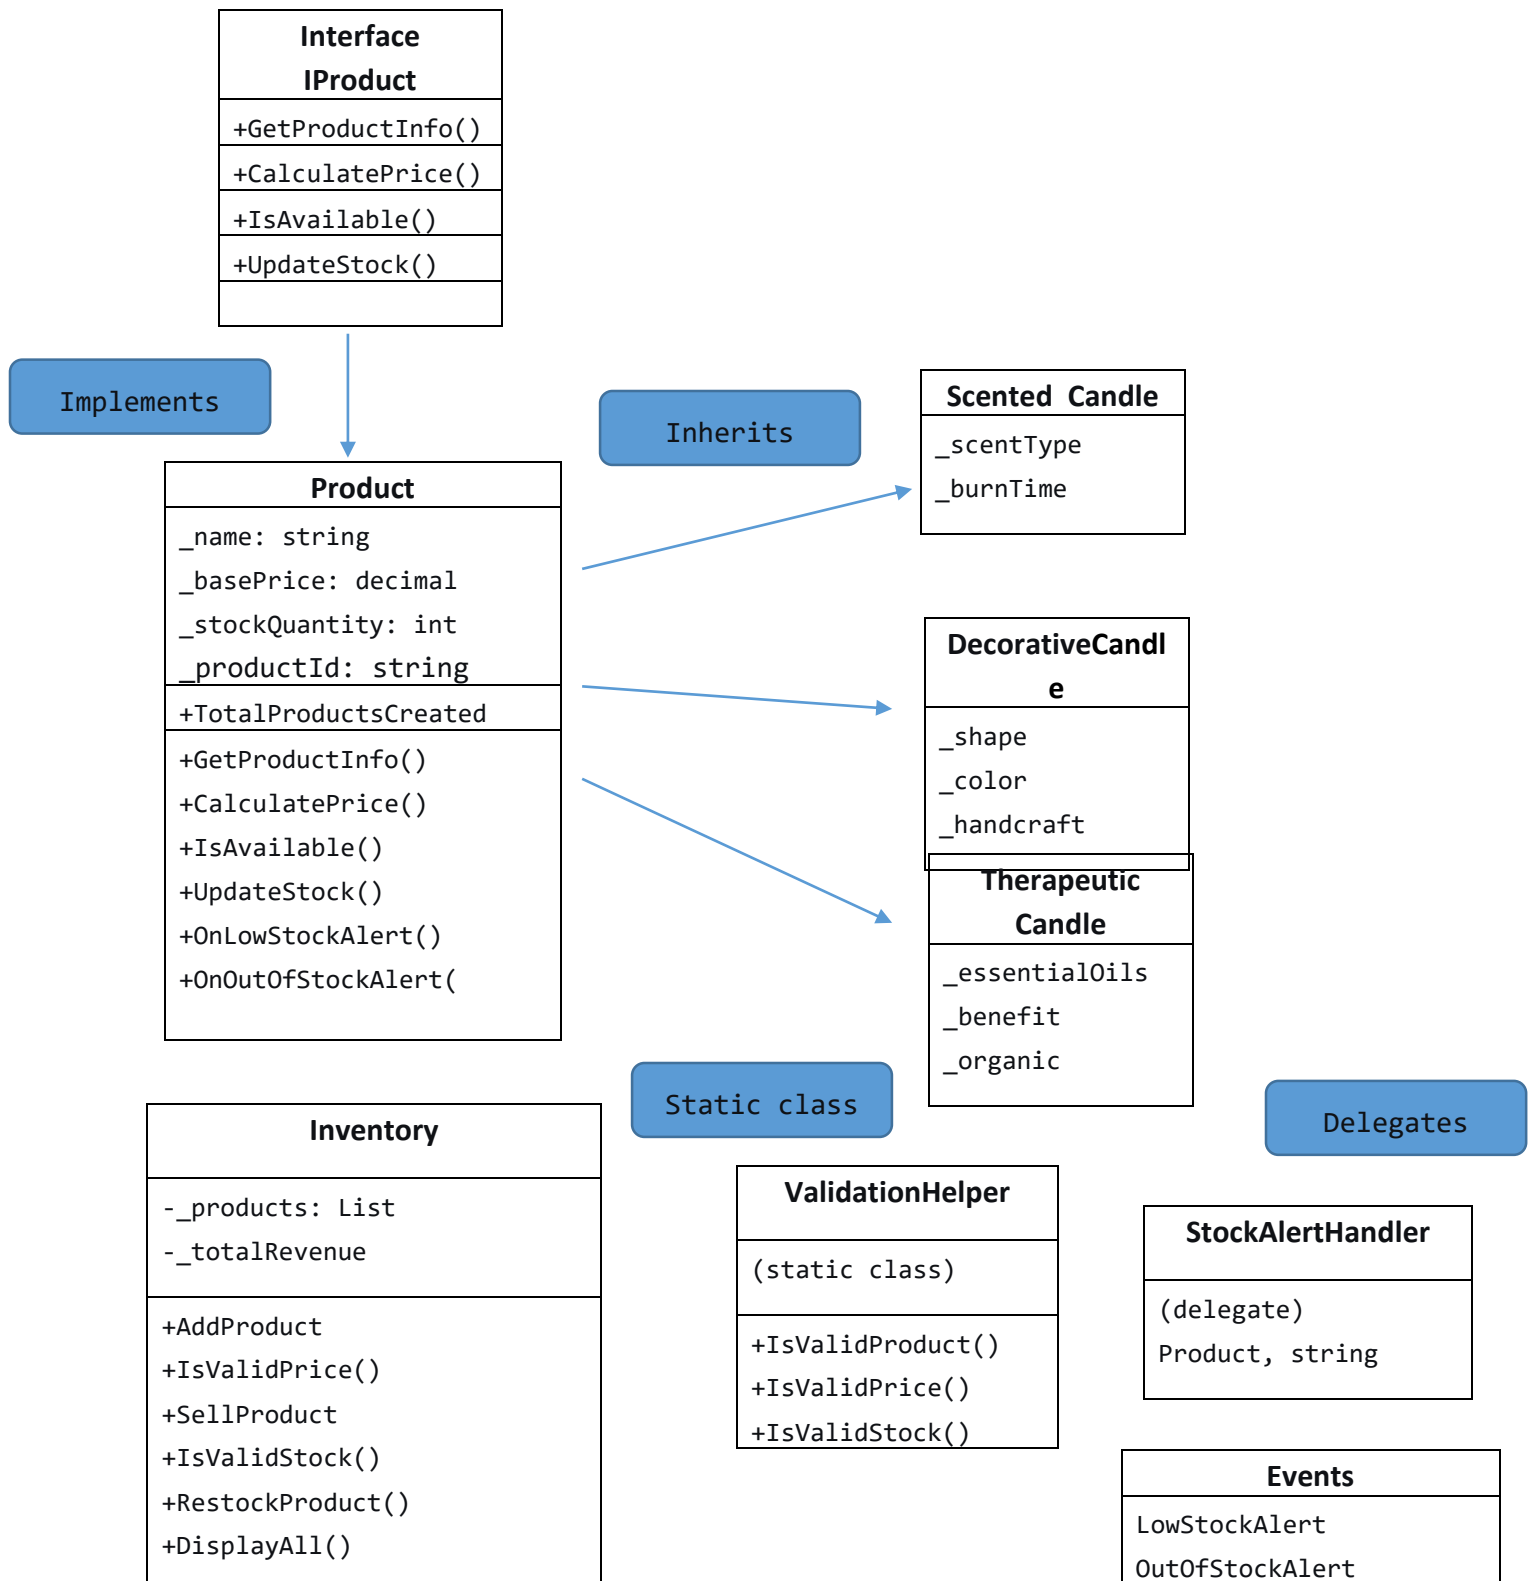 Interface
IProduct
+GetProductInfo()
+CalculatePrice()
+IsAvailable()
+UpdateStock()
Implements
Inherits
Scented  Candle
_scentType
_burnTime
Product
_name: string
_basePrice: decimal
_stockQuantity: int
_productId: string
+TotalProductsCreated
+GetProductInfo()
+CalculatePrice()
+IsAvailable()
+UpdateStock()
+OnLowStockAlert()
+OnOutOfStockAlert(
DecorativeCandl
e
_shape
_color
_handcraft
Therapeutic
Candle
_essentialOils
_benefit
_organic
Static class
Delegates
Inventory
-_products: List
-_totalRevenue
+AddProduct
+IsValidPrice()
+SellProduct
+IsValidStock()
+RestockProduct()
+DisplayAll()
ValidationHelper
(static class)
+IsValidProduct()
+IsValidPrice()
+IsValidStock()
StockAlertHandler
(delegate)
Product, string
Events
LowStockAlert
OutOfStockAlert